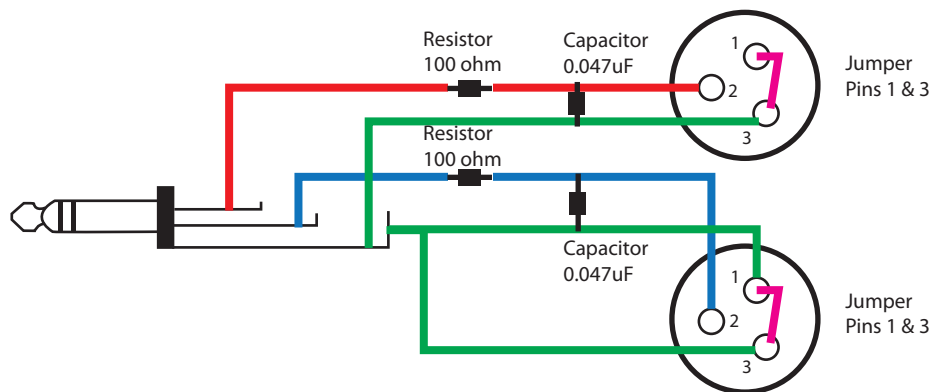 Resistor
100 ohm
Capacitor
0.047uF
1
2
3
Jumper
Pins 1 & 3
Resistor
100 ohm
Capacitor
0.047uF
1
2
3
Jumper
Pins 1 & 3